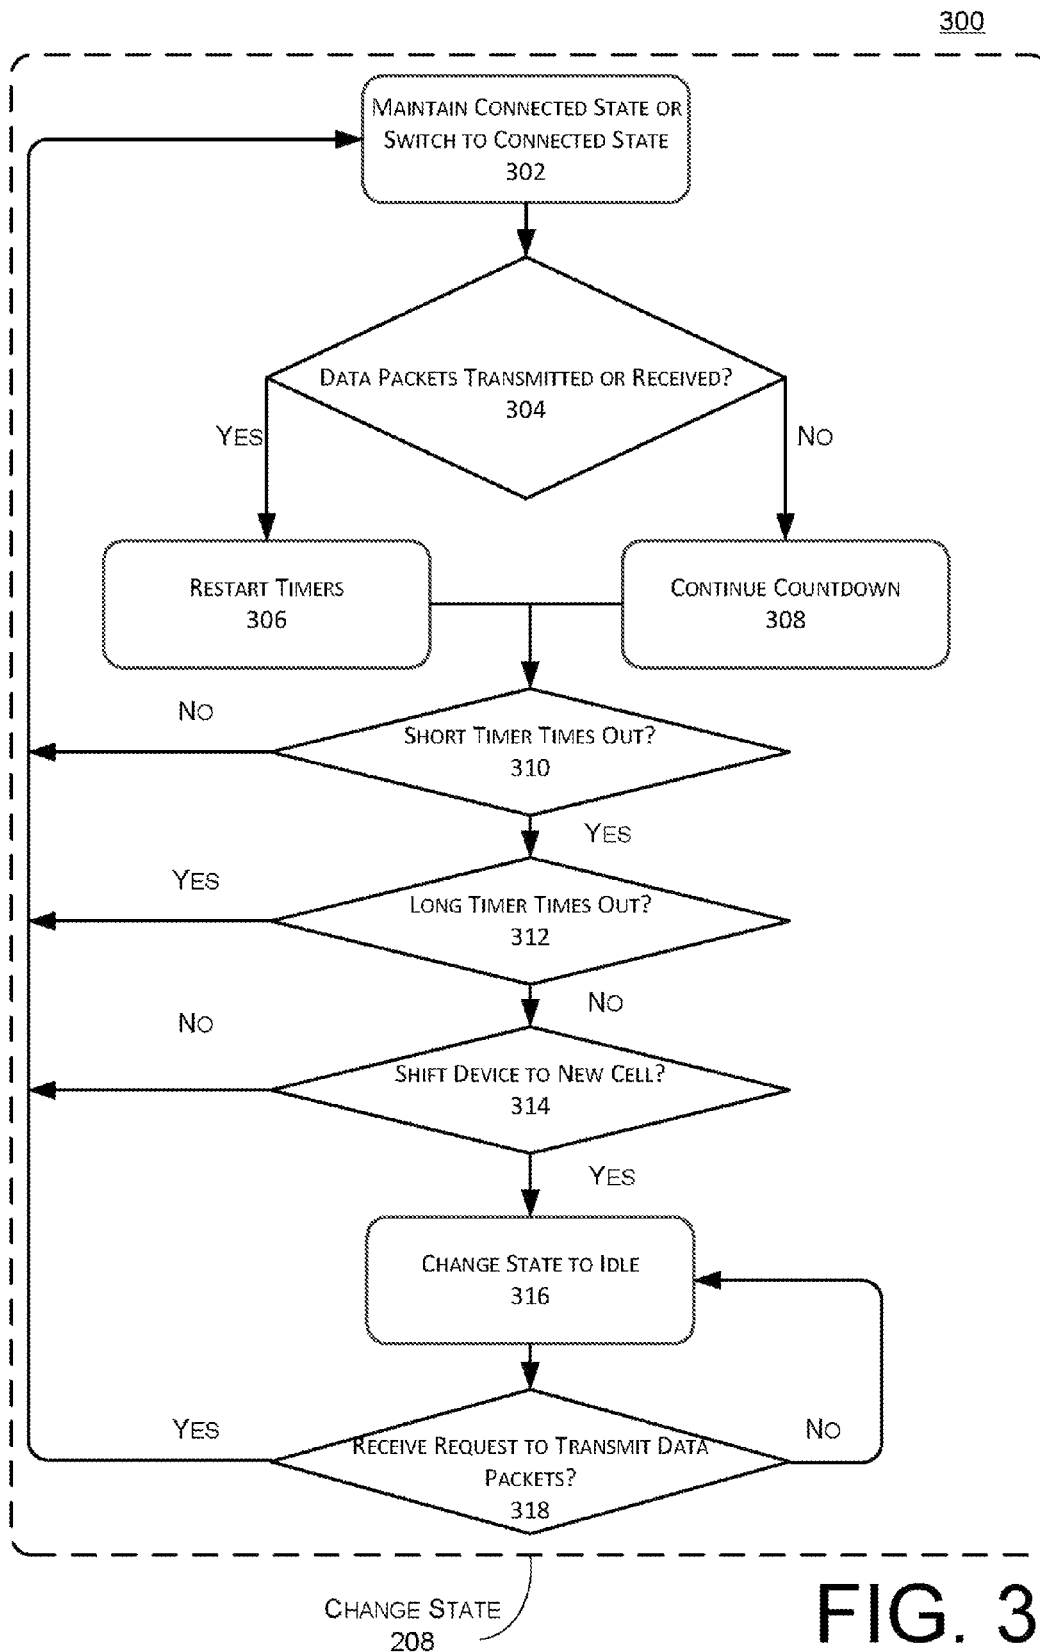 300
MAINTAIN CONNECTED STATE OR
SWITCH TO CONNECTED STATE
302
DATA PACKETS TRANSMITTED OR RECEIVED?
304
YES
NO
RESTART TIMERS
306
CONTINUE COUNTDOWN
308
NO
SHORT TIMER TIMES OUT?
310
YES
YES
LONG TIMER TIMES OUT?
312
NO
NO
SHIFT DEVICE TO NEW CELL?
314
YES
CHANGE STATE TO IDLE
316
YES
RECEIVE REQUEST TO TRANSMIT DATA
PACKETS?
318
NO
CHANGE STATE
208
FIG. 3